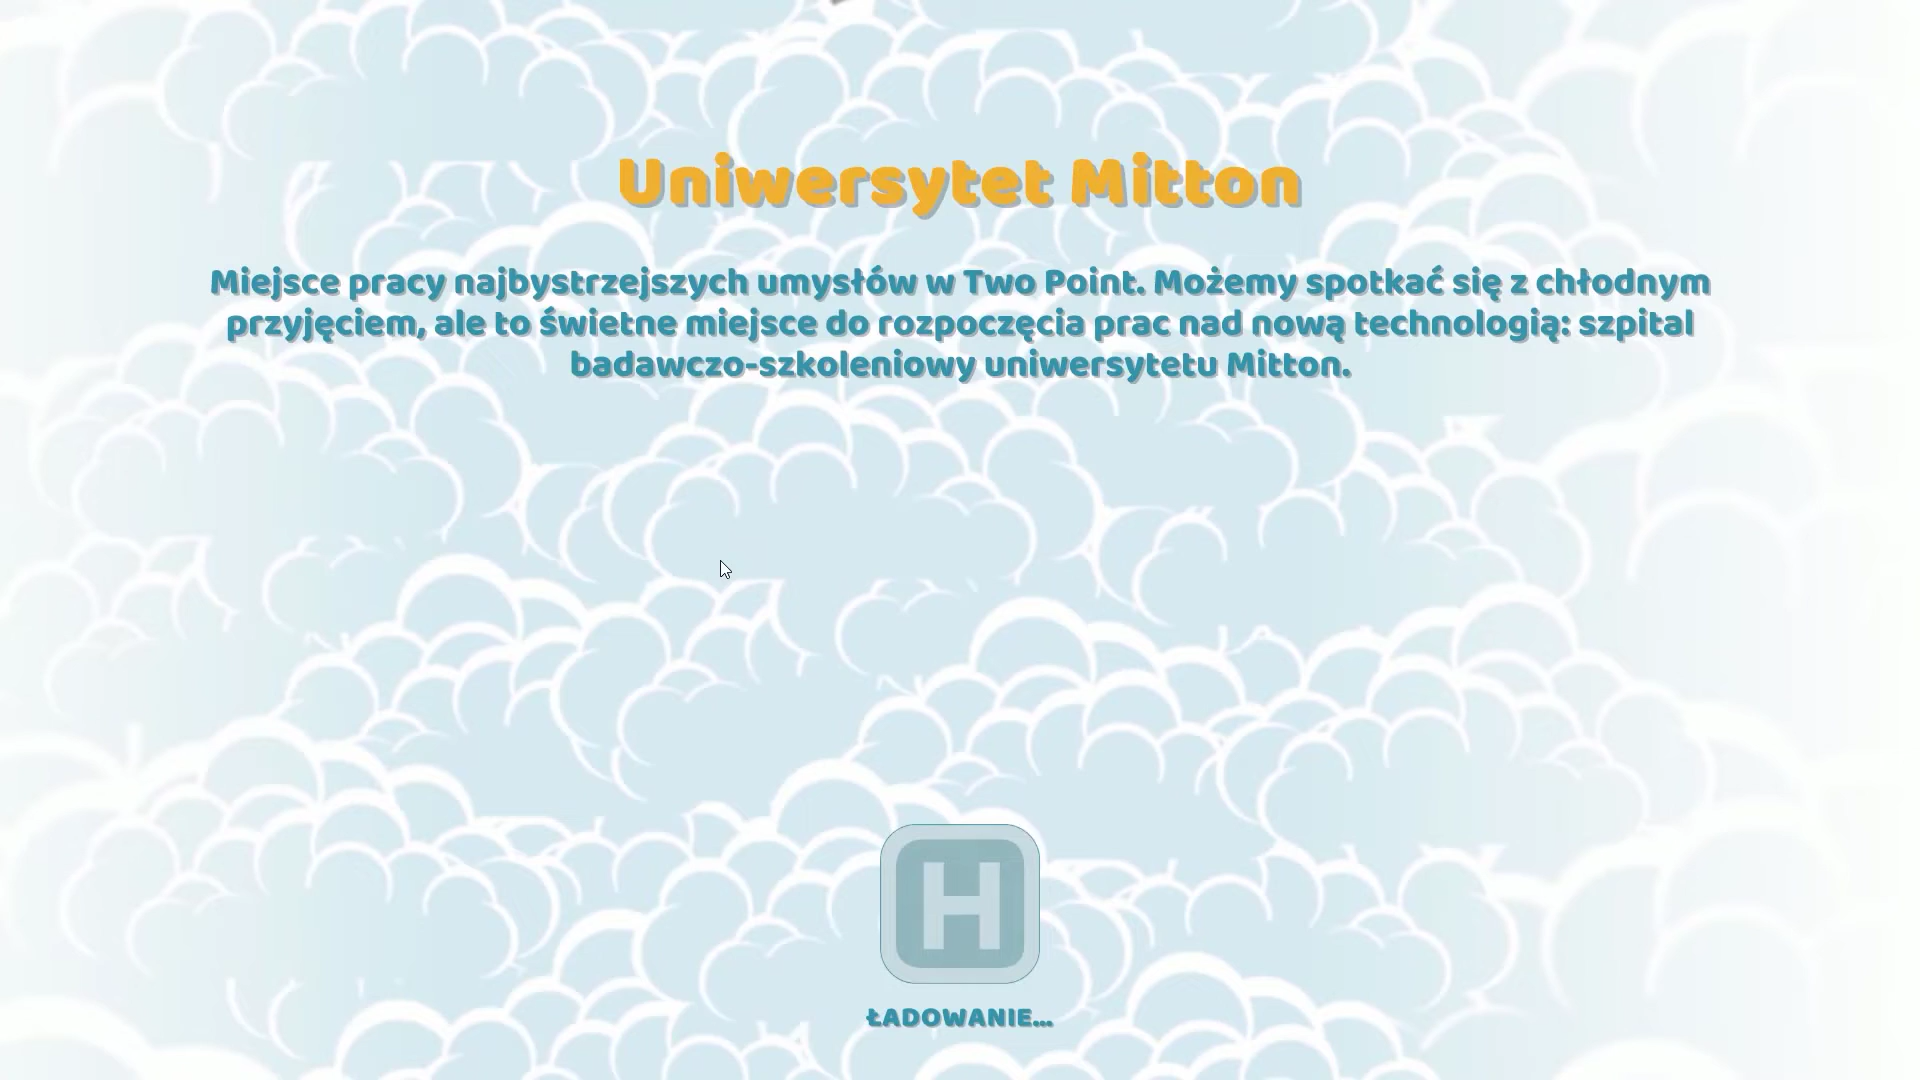 Uniwersytet Mitton
Miejsce pracy najbystrzejszych umysłów w Two Point. Możemy spotkać się z chłodnym
przyjęciem, ale to świetne miejsce do rozpoczęcia prac nad nową technologią: szpital
badawczo-szkoleniowy uniwersytetu Mitton.
H
ŁADOWANIE...